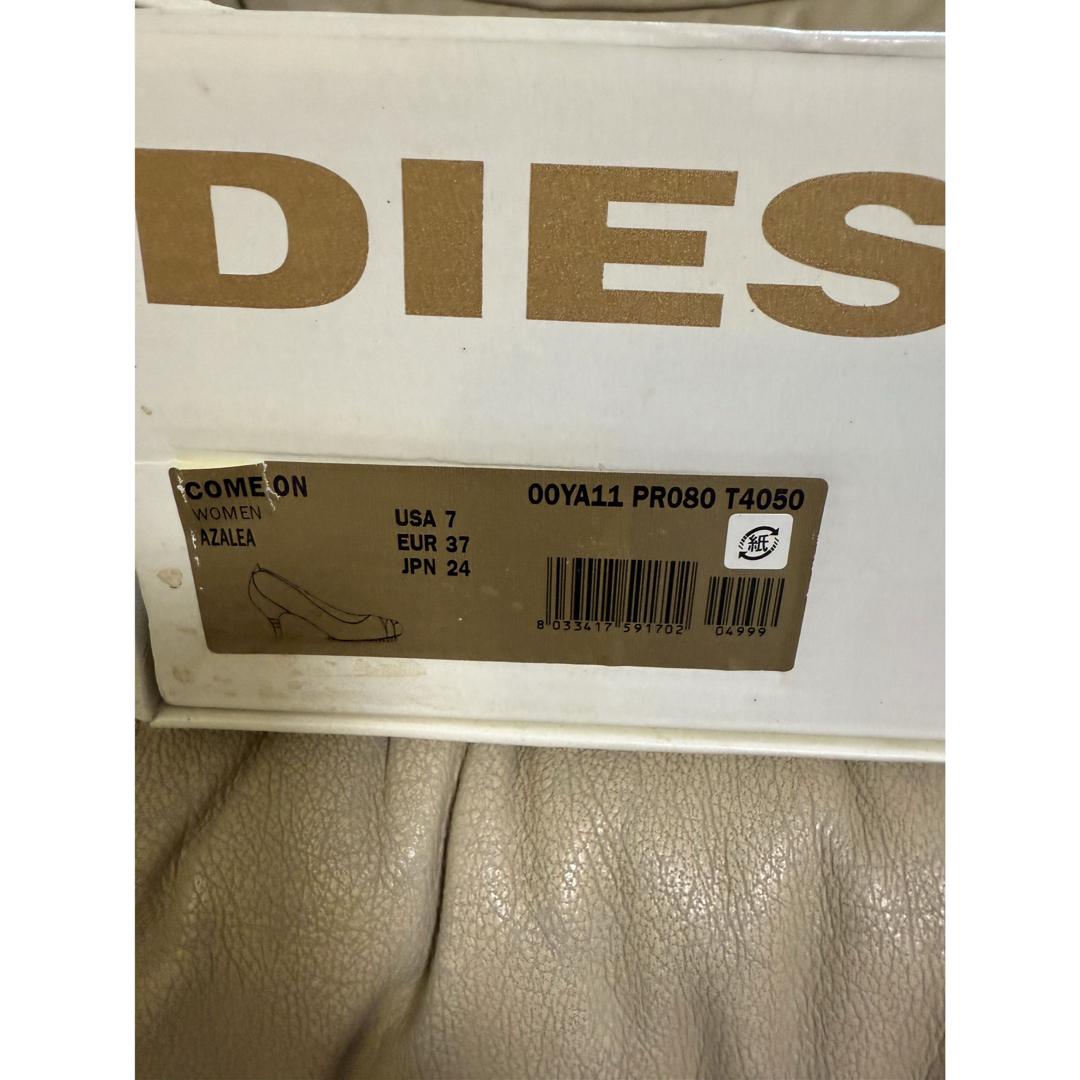 DIES
COME ON
WOMEN
AZALEA
USA 7
EUR 37
JPN 24
00YA11 PR080 T4050
紙
8 033417 591702
04999